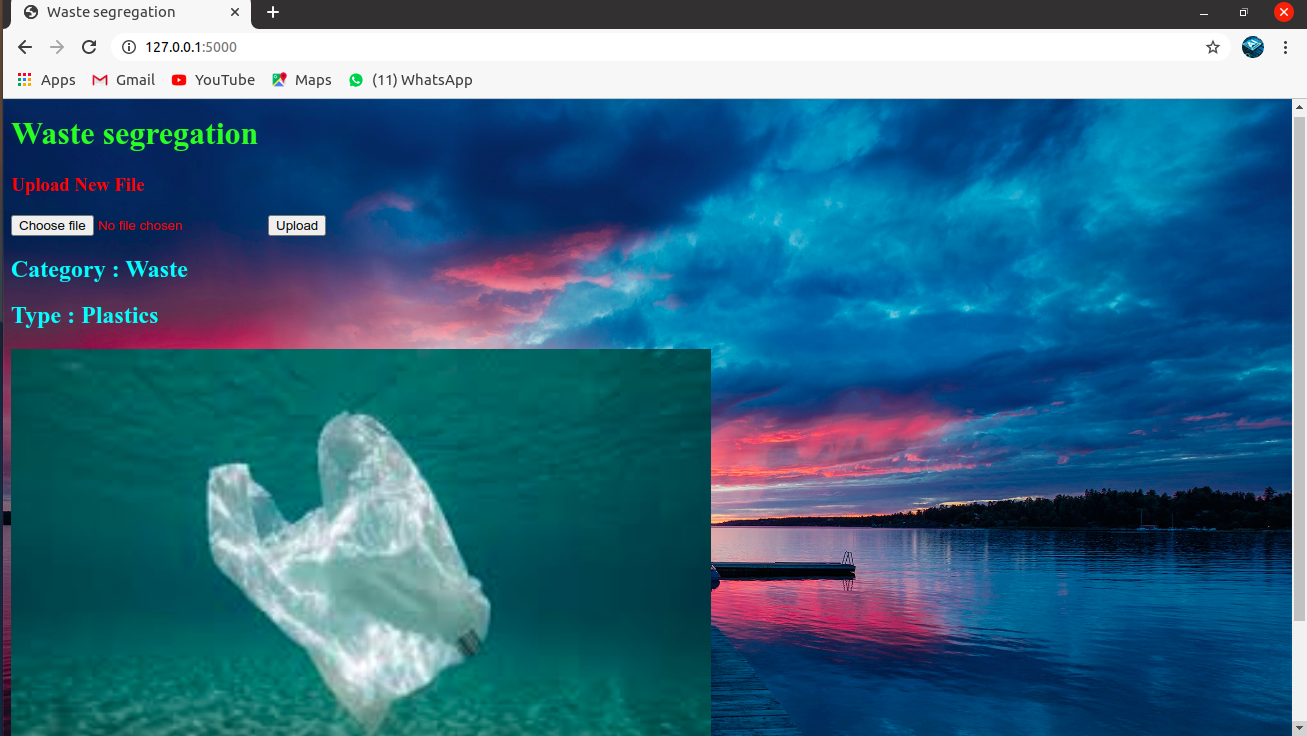 Waste segregation
127.0.0.1:5000
Apps Gmail YouTube Maps (11) WhatsApp
Waste segregation
Upload New File
Choose file No file chosen Upload
Category : Waste
Type : Plastics